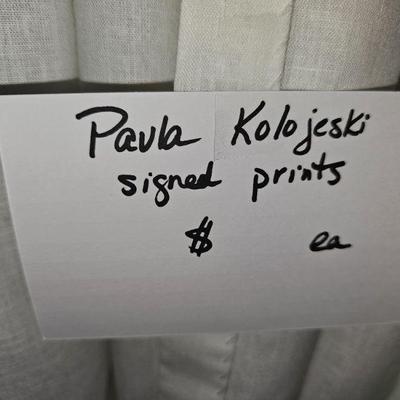 Paula Kolojeski
signed prints
$ ea